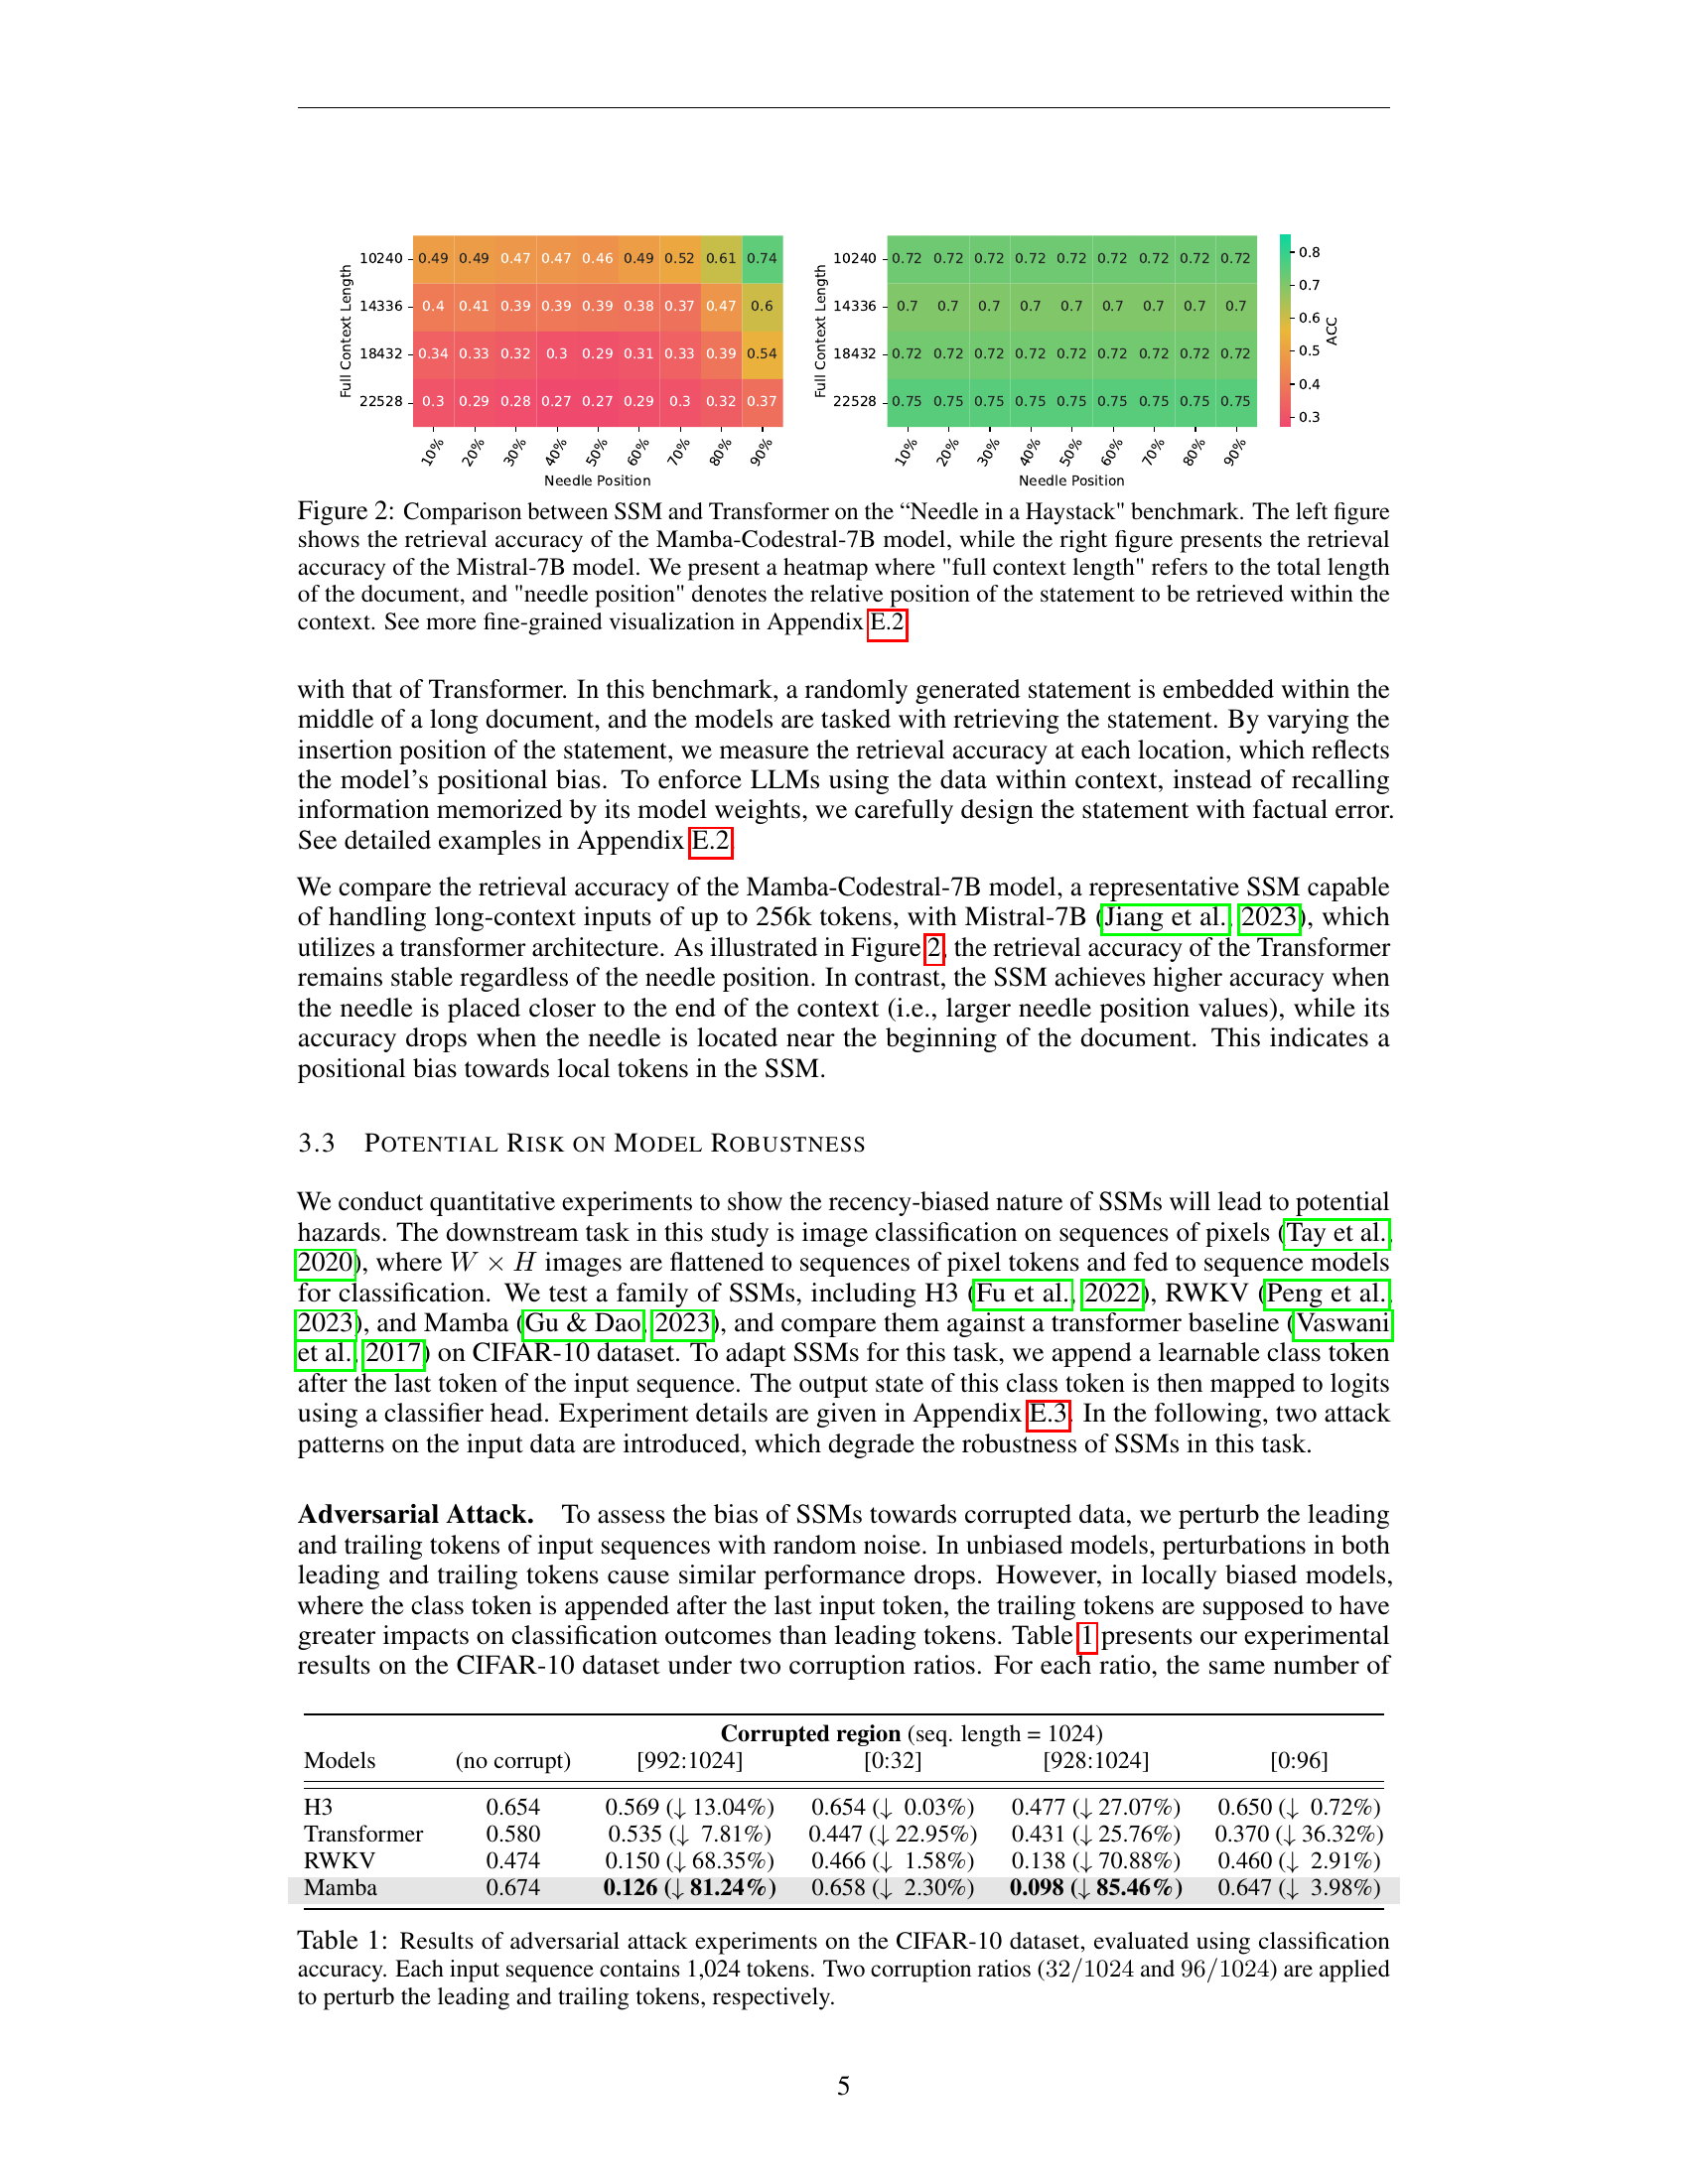 10240 0.49 0.49 0.47 0.47 0.46 0.49 0.52 0.61 0.74
14336 0.4 0.41 0.39 0.39 0.39 0.38 0.37 0.47 0.6
18432 0.34 0.33 0.32 0.3 0.29 0.31 0.33 0.39 0.54
22528 0.3 0.29 0.28 0.27 0.27 0.29 0.3 0.32 0.37
10% 20% 30% 40% 50% 60% 70% 80% 90%
Needle Position
Full Context Length
10240 0.72 0.72 0.72 0.72 0.72 0.72 0.72 0.72 0.72
14336 0.7 0.7 0.7 0.7 0.7 0.7 0.7 0.7 0.7
18432 0.72 0.72 0.72 0.72 0.72 0.72 0.72 0.72 0.72
22528 0.75 0.75 0.75 0.75 0.75 0.75 0.75 0.75 0.75
10% 20% 30% 40% 50% 60% 70% 80% 90%
Needle Position
Full Context Length
0.8
0.7
0.6
0.5
0.4
0.3
ACC
Figure 2: Comparison between SSM and Transformer on the “Needle in a Haystack" benchmark. The left figure
shows the retrieval accuracy of the Mamba-Codestral-7B model, while the right figure presents the retrieval
accuracy of the Mistral-7B model. We present a heatmap where "full context length" refers to the total length
of the document, and "needle position" denotes the relative position of the statement to be retrieved within the
context. See more fine-grained visualization in Appendix E.2
with that of Transformer. In this benchmark, a randomly generated statement is embedded within the
middle of a long document, and the models are tasked with retrieving the statement. By varying the
insertion position of the statement, we measure the retrieval accuracy at each location, which reflects
the model’s positional bias. To enforce LLMs using the data within context, instead of recalling
information memorized by its model weights, we carefully design the statement with factual error.
See detailed examples in Appendix E.2.
We compare the retrieval accuracy of the Mamba-Codestral-7B model, a representative SSM capable
of handling long-context inputs of up to 256k tokens, with Mistral-7B (Jiang et al., 2023), which
utilizes a transformer architecture. As illustrated in Figure 2, the retrieval accuracy of the Transformer
remains stable regardless of the needle position. In contrast, the SSM achieves higher accuracy when
the needle is placed closer to the end of the context (i.e., larger needle position values), while its
accuracy drops when the needle is located near the beginning of the document. This indicates a
positional bias towards local tokens in the SSM.
3.3 POTENTIAL RISK ON MODEL ROBUSTNESS
We conduct quantitative experiments to show the recency-biased nature of SSMs will lead to potential
hazards. The downstream task in this study is image classification on sequences of pixels (Tay et al.,
2020), where W × H images are flattened to sequences of pixel tokens and fed to sequence models
for classification. We test a family of SSMs, including H3 (Fu et al., 2022), RWKV (Peng et al.,
2023), and Mamba (Gu & Dao, 2023), and compare them against a transformer baseline (Vaswani
et al., 2017) on CIFAR-10 dataset. To adapt SSMs for this task, we append a learnable class token
after the last token of the input sequence. The output state of this class token is then mapped to logits
using a classifier head. Experiment details are given in Appendix E.3. In the following, two attack
patterns on the input data are introduced, which degrade the robustness of SSMs in this task.
Adversarial Attack. To assess the bias of SSMs towards corrupted data, we perturb the leading
and trailing tokens of input sequences with random noise. In unbiased models, perturbations in both
leading and trailing tokens cause similar performance drops. However, in locally biased models,
where the class token is appended after the last input token, the trailing tokens are supposed to have
greater impacts on classification outcomes than leading tokens. Table 1 presents our experimental
results on the CIFAR-10 dataset under two corruption ratios. For each ratio, the same number of
Corrupted region (seq. length = 1024)
Models (no corrupt) [992:1024] [0:32] [928:1024] [0:96]
H3 0.654 0.569 (↓ 13.04%) 0.654 (↓ 0.03%) 0.477 (↓ 27.07%) 0.650 (↓ 0.72%)
Transformer 0.580 0.535 (↓ 7.81%) 0.447 (↓ 22.95%) 0.431 (↓ 25.76%) 0.370 (↓ 36.32%)
RWKV 0.474 0.150 (↓ 68.35%) 0.466 (↓ 1.58%) 0.138 (↓ 70.88%) 0.460 (↓ 2.91%)
Mamba 0.674 0.126 (↓ 81.24%) 0.658 (↓ 2.30%) 0.098 (↓ 85.46%) 0.647 (↓ 3.98%)
Table 1: Results of adversarial attack experiments on the CIFAR-10 dataset, evaluated using classification
accuracy. Each input sequence contains 1,024 tokens. Two corruption ratios (32/1024 and 96/1024) are applied
to perturb the leading and trailing tokens, respectively.
5